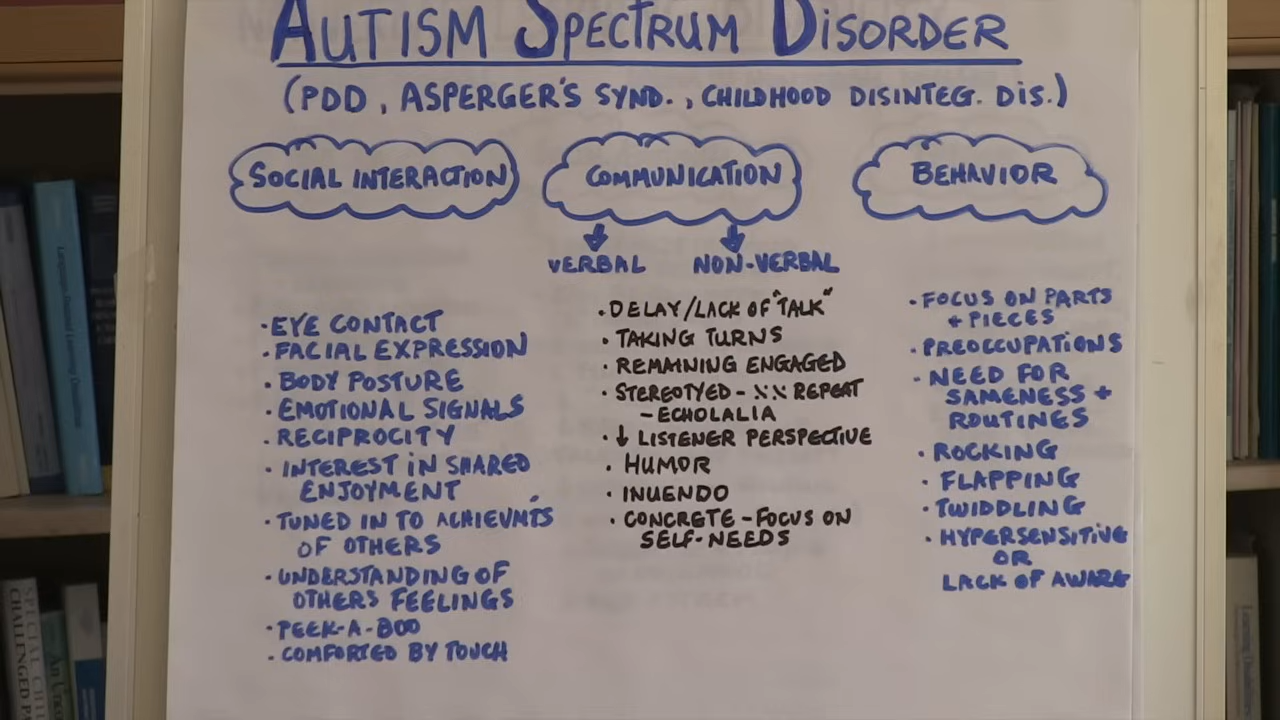 AUTISM SPECTRUM DISORDER
(PDD, ASPERGER'S SYND., CHILDHOOD DISINTEG. DIS.)
SOCIAL INTERACTION
• EYE CONTACT
• FACIAL EXPRESSION
• BODY POSTURE
• EMOTIONAL SIGNALS
• RECIPROCITY
• INTEREST IN SHARED
ENJOYMENT
• TUNED IN TO ACHIEVMTS
OF OTHERS
• UNDERSTANDING OF
OTHERS FEELINGS
• PEEK-A-BOO
• COMFORTED BY TOUCH
COMMUNICATION
VERBAL NON-VERBAL
• DELAY/LACK OF "TALK"
• TAKING TURNS
• REMAINING ENGAGED
• STEREOTYED - REPEAT
- ECHOLALIA
• ↓ LISTENER PERSPECTIVE
• HUMOR
• INUENDO
• CONCRETE - FOCUS ON
SELF-NEEDS
BEHAVIOR
• FOCUS ON PARTS
+ PIECES
• PREOCCUPATIONS
• NEED FOR
SAMENESS +
ROUTINES
• ROCKING
• FLAPPING
• TWIDDLING
• HYPERSENSITIVE
OR
LACK OF AWARE